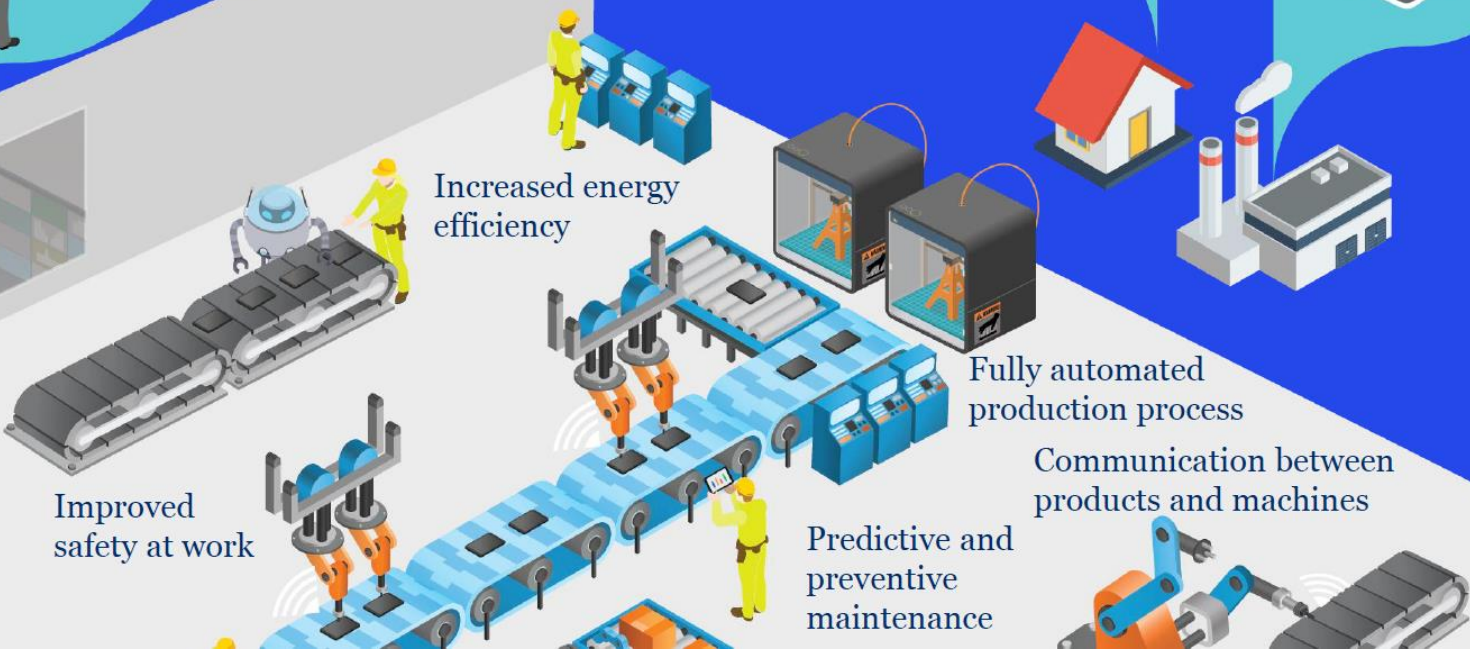 Increased energy
efficiency
Fully automated
production process
Communication between
products and machines
Improved
safety at work
Predictive and
preventive
maintenance